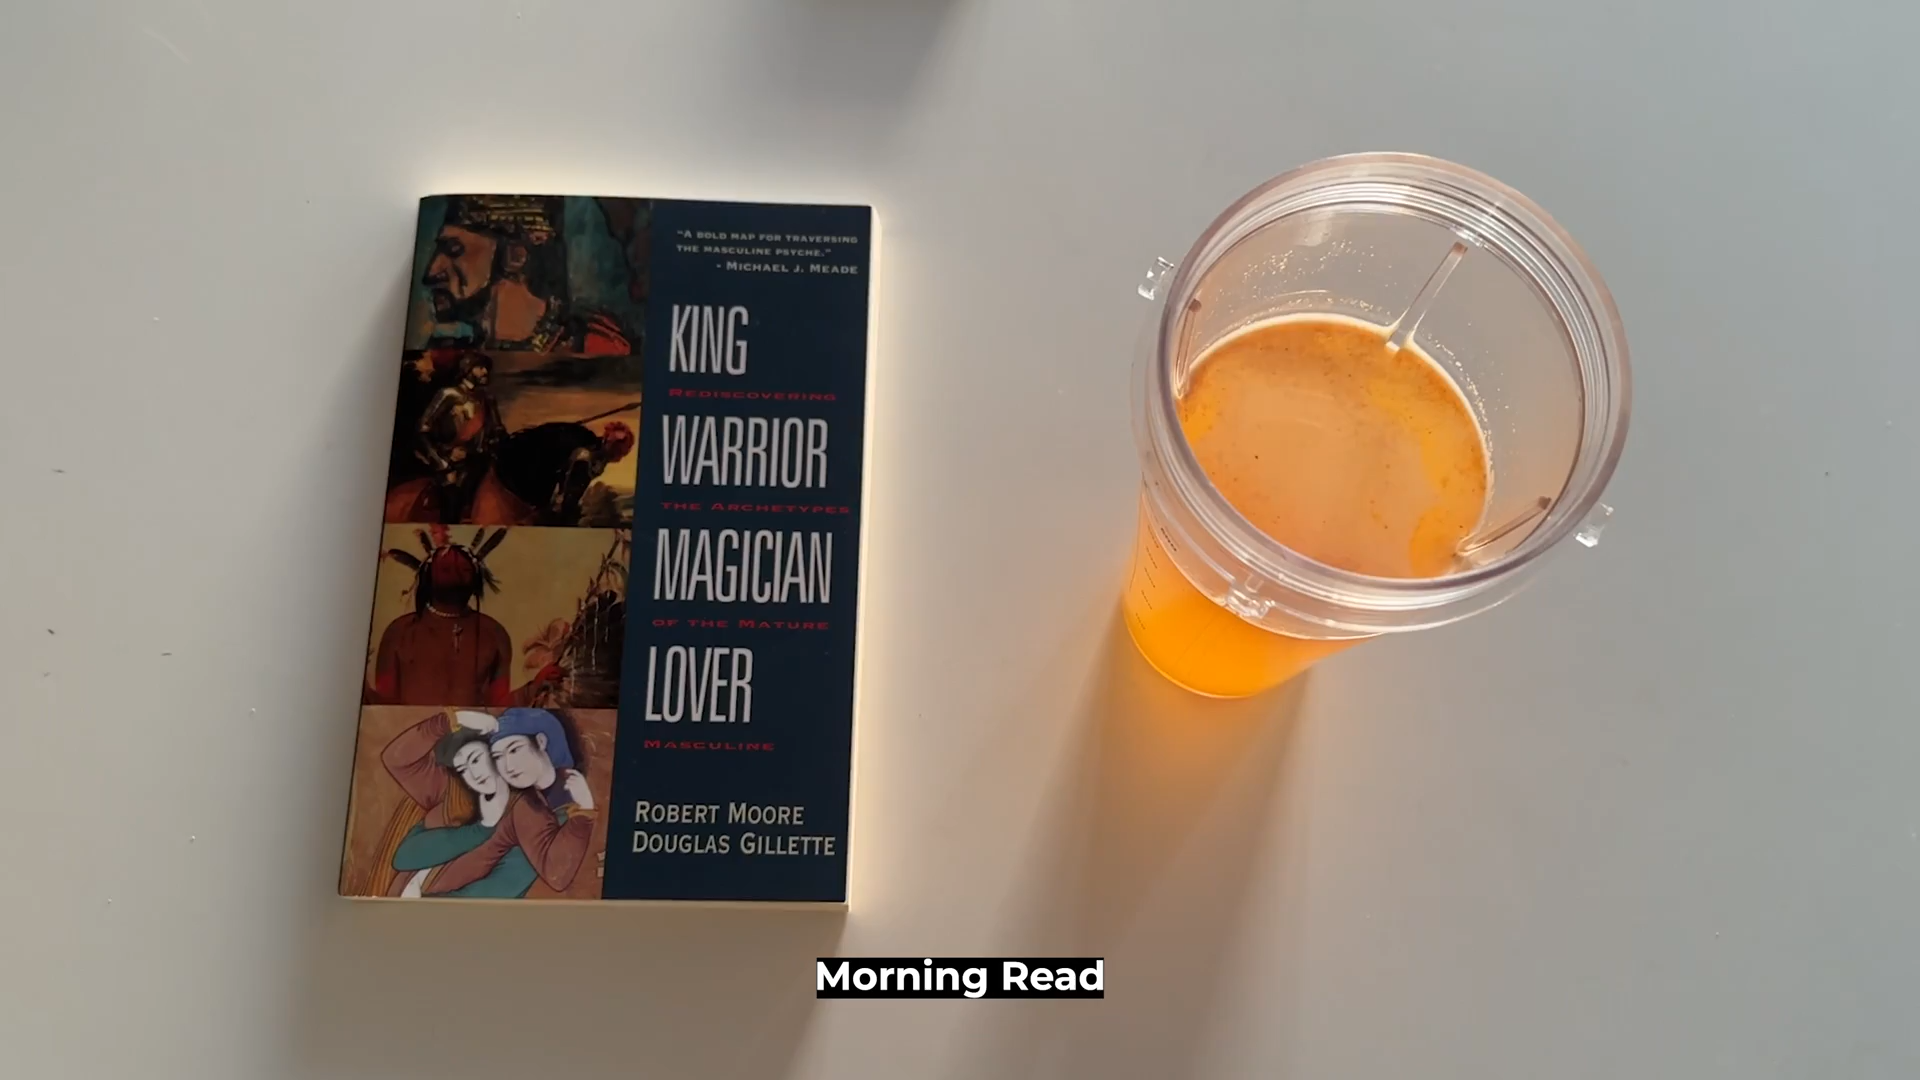 "A BOLD MAP FOR TRAVERSING
THE MASCULINE PSYCHE."
- MICHAEL J. MEADE
KING
REDISCOVERING
WARRIOR
THE ARCHETYPES
MAGICIAN
OF THE MATURE
LOVER
MASCULINE
ROBERT MOORE
DOUGLAS GILLETTE
Morning Read